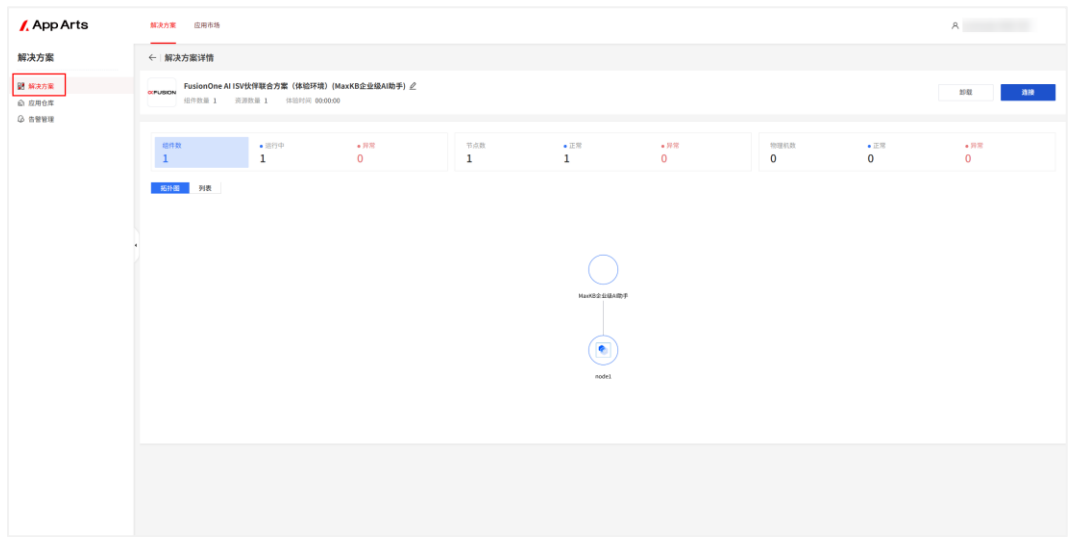 App Arts
解决方案
应用市场
解决方案
解决方案
应用仓库
告警管理
← 解决方案详情
XFUSION
FusionOne AI ISV伙伴联合方案（体验环境）(MaxKB企业级AI助手)
组件数量 1 资源数量 1 体验时间 00:00:00
卸载
连接
组件数 运行中 异常
1 1 0
节点数 正常 异常
1 1 0
物理机数 正常 异常
0 0 0
拓扑图 列表
MaxKB企业级AI助手
node1